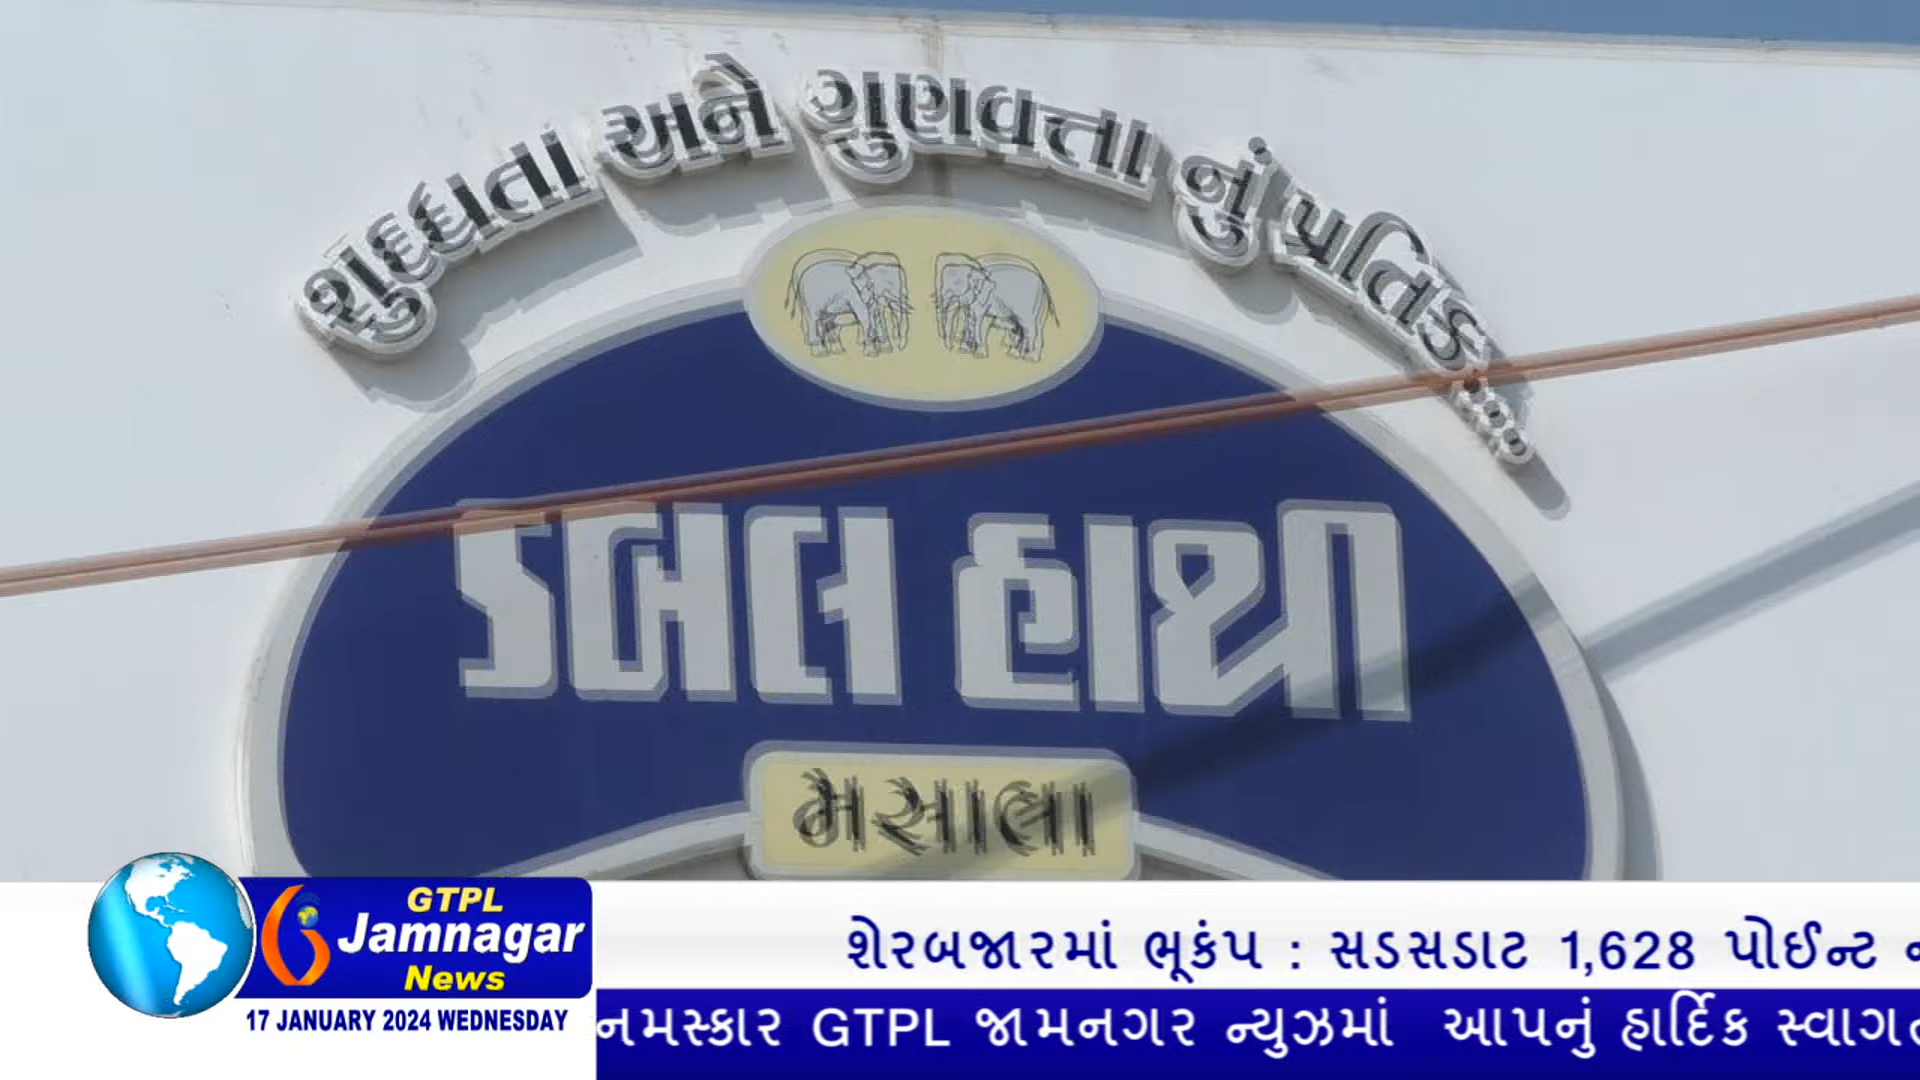 શુદ્ધતા અને ગુણવત્તા નું પ્રતિક...
ડબલ હાથી
મસાલા
GTPL
Jamnagar
News
17 JANUARY 2024 WEDNESDAY
શેરબજારમાં ભૂકંપ : સડસડાટ 1,628 પોઈન્ટ
નમસ્કાર GTPL જામનગર ન્યુઝમાં આપનું હાર્દિક સ્વાગત